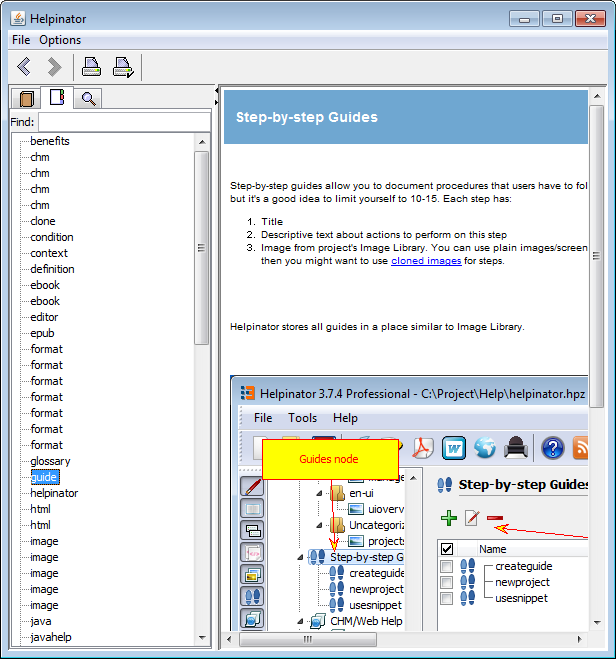 Helpinator
File Options
Find:
benefits
chm
chm
chm
chm
clone
condition
context
definition
ebook
ebook
editor
epub
format
format
format
format
format
format
format
glossary
guide
helpinator
html
html
image
image
image
image
image
java
javahelp
Step-by-step Guides
Step-by-step guides allow you to document procedures that users have to fol
but it's a good idea to limit yourself to 10-15. Each step has:
1. Title
2. Descriptive text about actions to perform on this step
3. Image from project's Image Library. You can use plain images/screen
then you might want to use cloned images for steps.
Helpinator stores all guides in a place similar to Image Library.
Helpinator 3.7.4 Professional - C:\Project\Help\helpinator.hpz
File Tools Help
Guides node
en-ui
uioverv
Uncategoriz
projects
Step-by-step G
createguide
newproject
usesnippet
CHM/Web Help
Step-by-step Guides
Name
createguide
newproject
usesnippet